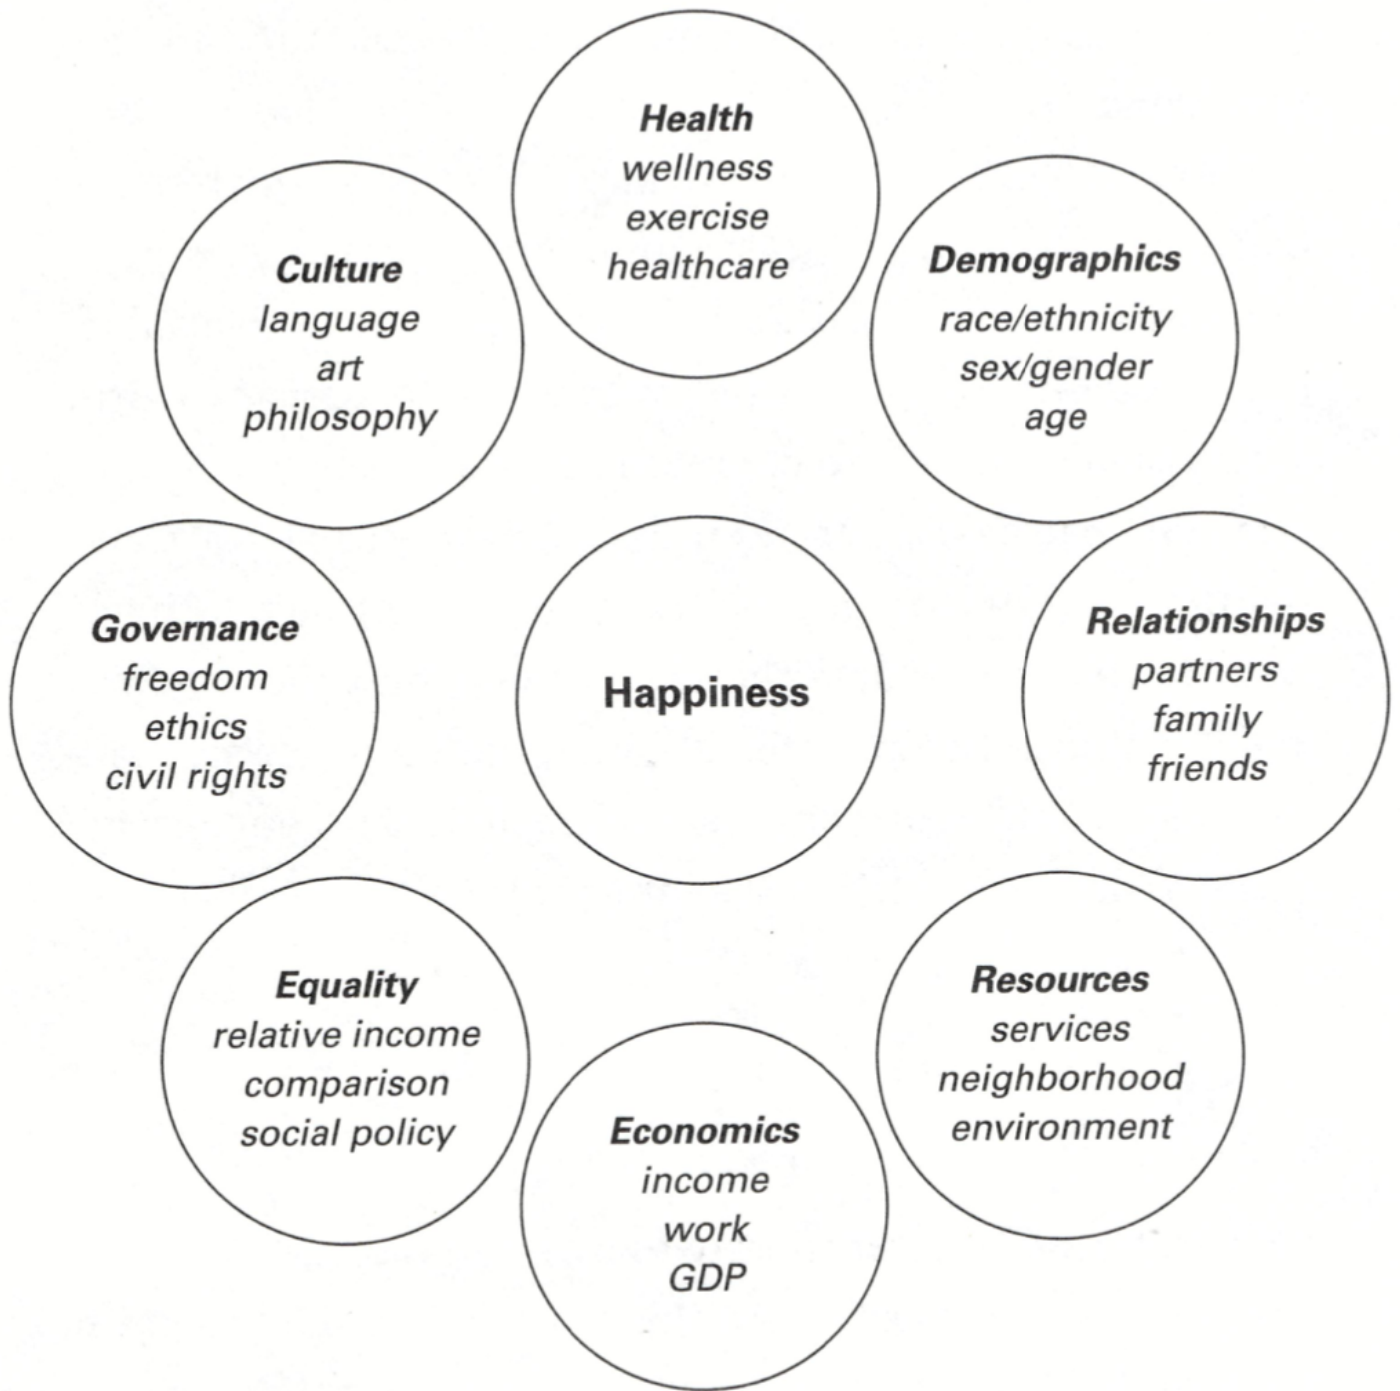 Health
wellness
exercise
healthcare
Demographics
race/ethnicity
sex/gender
age
Relationships
partners
family
friends
Resources
services
neighborhood
environment
Economics
income
work
GDP
Equality
relative income
comparison
social policy
Governance
freedom
ethics
civil rights
Culture
language
art
philosophy
Happiness